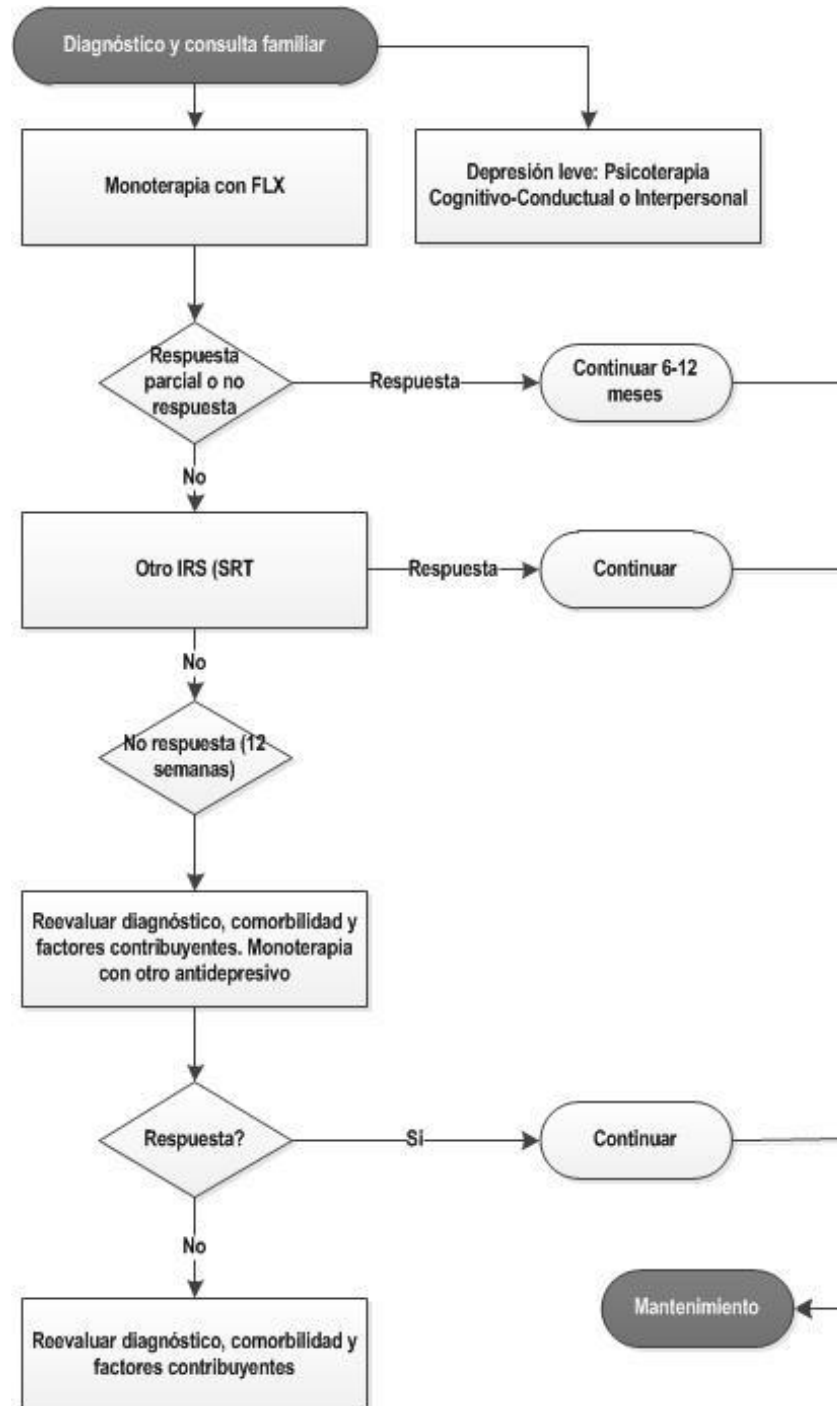 Diagnóstico y consulta familiar
Monoterapia con FLX
Depresión leve: Psicoterapia
Cognitivo-Conductual o Interpersonal
Respuesta
parcial o no
respuesta
Respuesta
Continuar 6-12
meses
No
Otro IRS (SRT
Respuesta
Continuar
No
No respuesta (12
semanas)
Reevaluar diagnóstico, comorbilidad y
factores contribuyentes. Monoterapia
con otro antidepresivo
Respuesta?
Si
Continuar
No
Mantenimiento
Reevaluar diagnóstico, comorbilidad y
factores contribuyentes